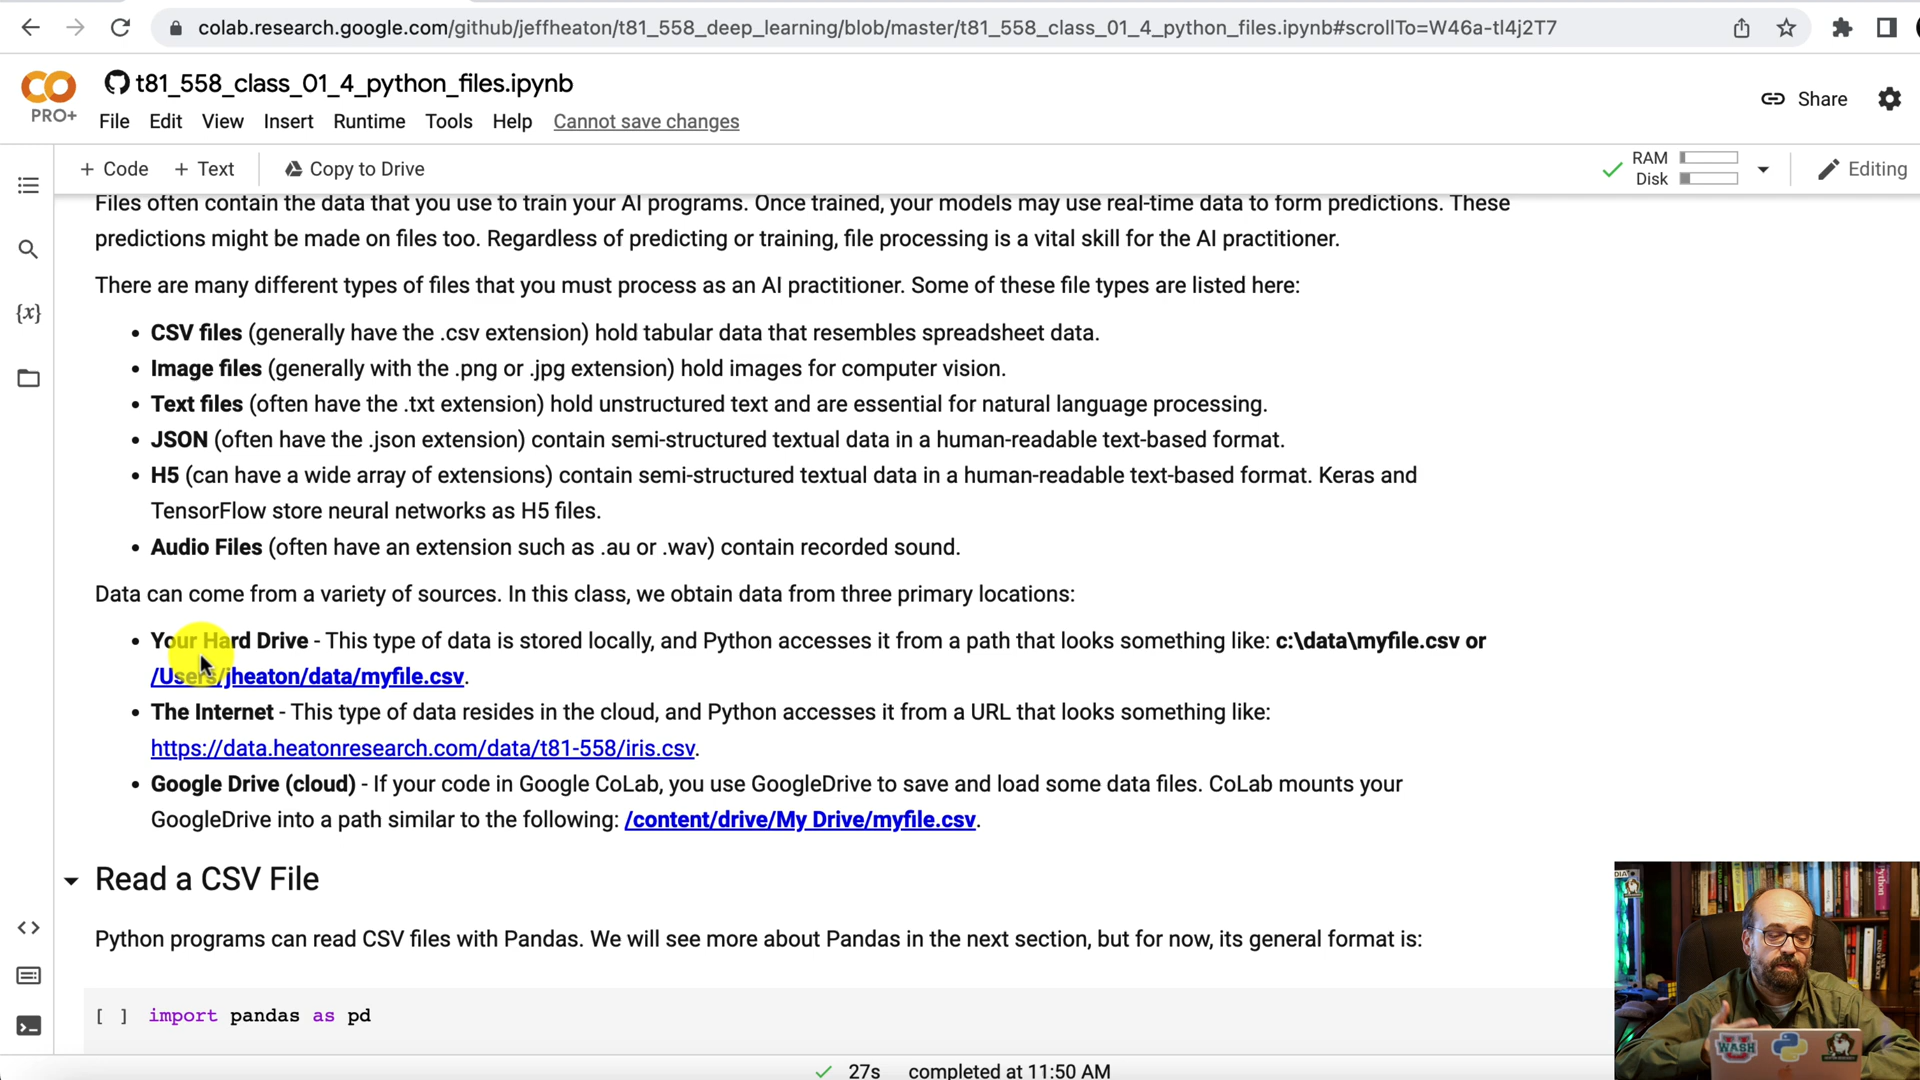 colab.research.google.com/github/jeffheaton/t81_558_deep_learning/blob/master/t81_558_class_01_4_python_files.ipynb#scrollTo=W46a-tl4j2T7
CO
PRO+
t81_558_class_01_4_python_files.ipynb
File Edit View Insert Runtime Tools Help Cannot save changes
Share
+ Code + Text Copy to Drive
RAM
Disk
Editing
Files often contain the data that you use to train your AI programs. Once trained, your models may use real-time data to form predictions. These
predictions might be made on files too. Regardless of predicting or training, file processing is a vital skill for the AI practitioner.
There are many different types of files that you must process as an AI practitioner. Some of these file types are listed here:
• CSV files (generally have the .csv extension) hold tabular data that resembles spreadsheet data.
• Image files (generally with the .png or .jpg extension) hold images for computer vision.
• Text files (often have the .txt extension) hold unstructured text and are essential for natural language processing.
• JSON (often have the .json extension) contain semi-structured textual data in a human-readable text-based format.
• H5 (can have a wide array of extensions) contain semi-structured textual data in a human-readable text-based format. Keras and
TensorFlow store neural networks as H5 files.
• Audio Files (often have an extension such as .au or .wav) contain recorded sound.
Data can come from a variety of sources. In this class, we obtain data from three primary locations:
• Your Hard Drive - This type of data is stored locally, and Python accesses it from a path that looks something like: c:\data\myfile.csv or
/Users/jheaton/data/myfile.csv.
• The Internet - This type of data resides in the cloud, and Python accesses it from a URL that looks something like:
https://data.heatonresearch.com/data/t81-558/iris.csv.
• Google Drive (cloud) - If your code in Google CoLab, you use GoogleDrive to save and load some data files. CoLab mounts your
GoogleDrive into a path similar to the following: /content/drive/My Drive/myfile.csv.
Read a CSV File
Python programs can read CSV files with Pandas. We will see more about Pandas in the next section, but for now, its general format is:
[ ] import pandas as pd
27s completed at 11:50 AM
{x}
Python
WASH